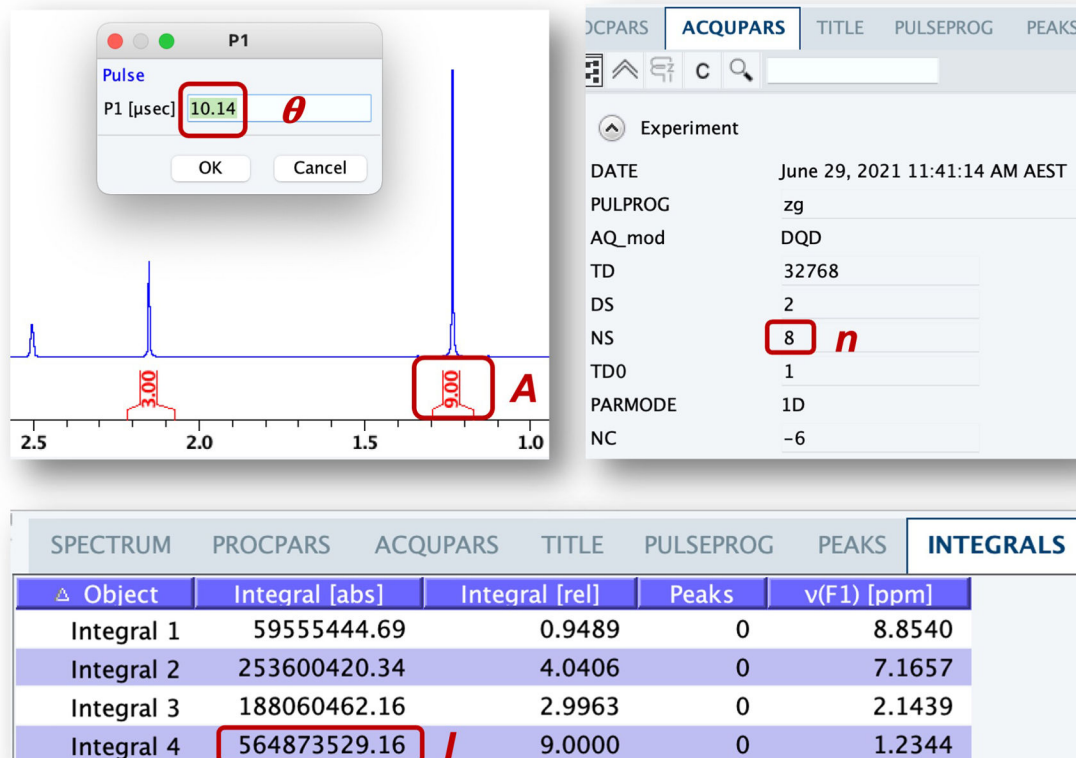 P1
Pulse
P1 [µsec] 10.14 θ
OK Cancel
3.00
9.00 A
2.5 2.0 1.5 1.0
OCPARS ACQUPARS TITLE PULSEPROG PEAKS
C
Experiment
DATE June 29, 2021 11:41:14 AM AEST
PULPROG zg
AQ_mod DQD
TD 32768
DS 2
NS 8 n
TD0 1
PARMODE 1D
NC -6
SPECTRUM PROCPARS ACQUPARS TITLE PULSEPROG PEAKS INTEGRALS
Object Integral [abs] Integral [rel] Peaks ν(F1) [ppm]
Integral 1 59555444.69 0.9489 0 8.8540
Integral 2 253600420.34 4.0406 0 7.1657
Integral 3 188060462.16 2.9963 0 2.1439
Integral 4 564873529.16 I 9.0000 0 1.2344